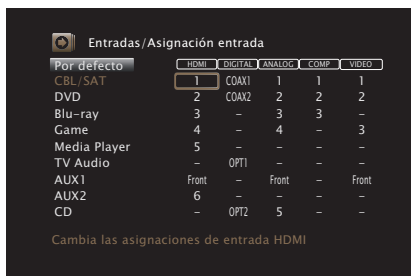 Entradas/Asignación entrada
Por defecto HDMI DIGITAL ANALOG COMP VIDEO
CBL/SAT 1 COAX1 1 1 1
DVD 2 COAX2 2 2 2
Blu-ray 3 – 3 3 –
Game 4 – 4 – 3
Media Player 5 – – – –
TV Audio – OPT1 – – –
AUX1 Front – Front – Front
AUX2 6 – – – –
CD – OPT2 5 – –
Cambia las asignaciones de entrada HDMI